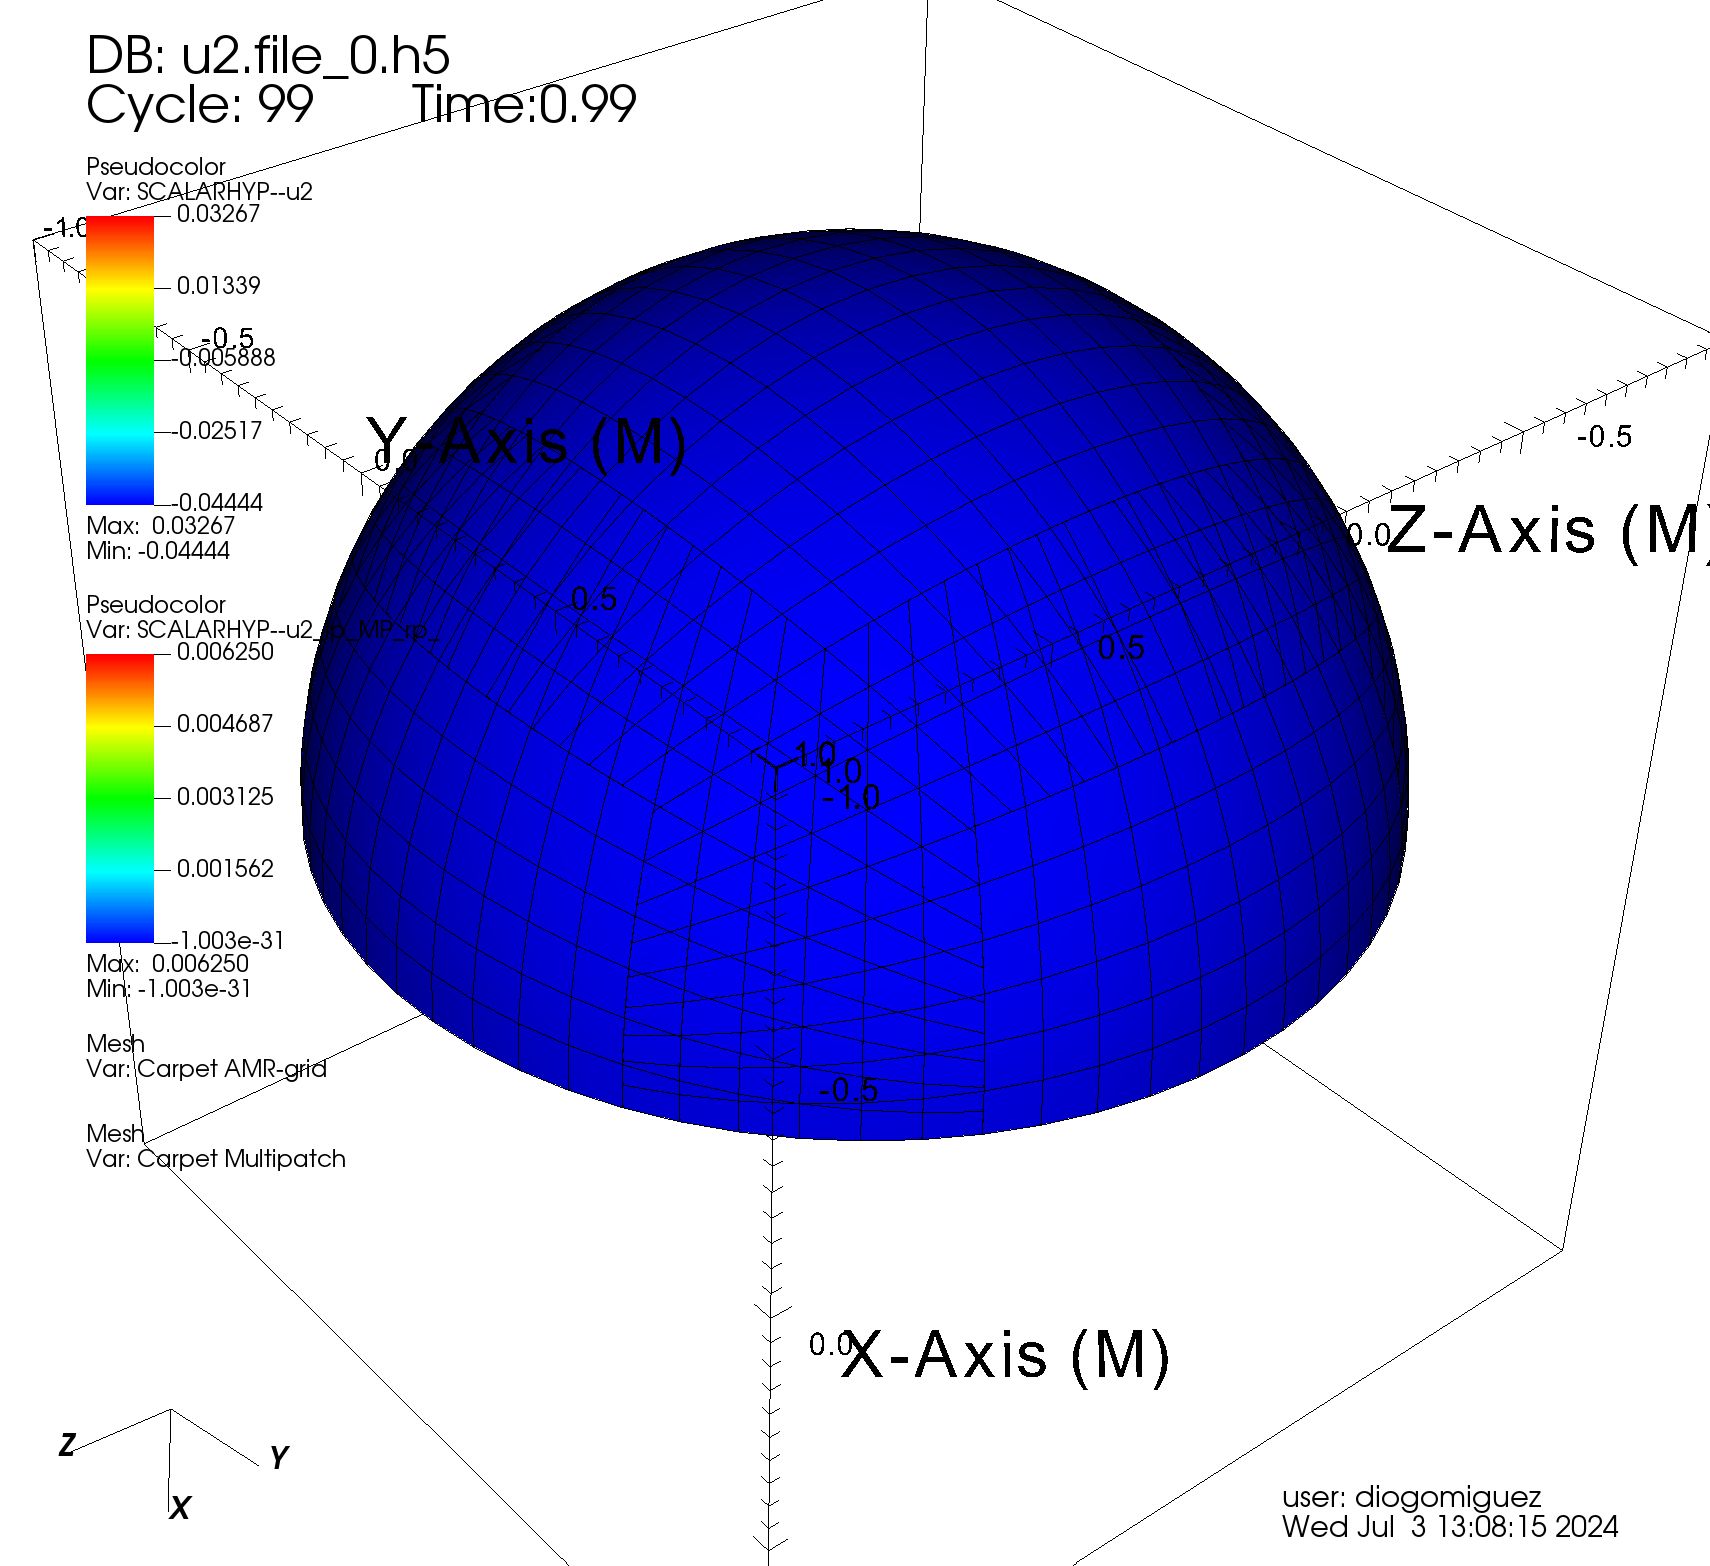 DB: u2.file_0.h5
Cycle: 99 Time:0.99
Pseudocolor
Var: SCALARHYP--u2
0.03267
0.01339
-0.005888
-0.02517
-0.04444
Max: 0.03267
Min: -0.04444
Pseudocolor
0.006250
0.004687
0.003125
0.001562
-1.003e-31
Max: 0.006250
Min: -1.003e-31
Mesh
Var: Carpet AMR-grid
Mesh
Var: Carpet Multipatch
-1.0
-0.5
0.0
Y-Axis (M)
0.5
1.0
-0.5
0.0
Z-Axis (M)
0.5
1.0
-1.0
-0.5
0.0
X-Axis (M)
Z
Y
X
user: diogomiguez
Wed Jul 3 13:08:15 2024